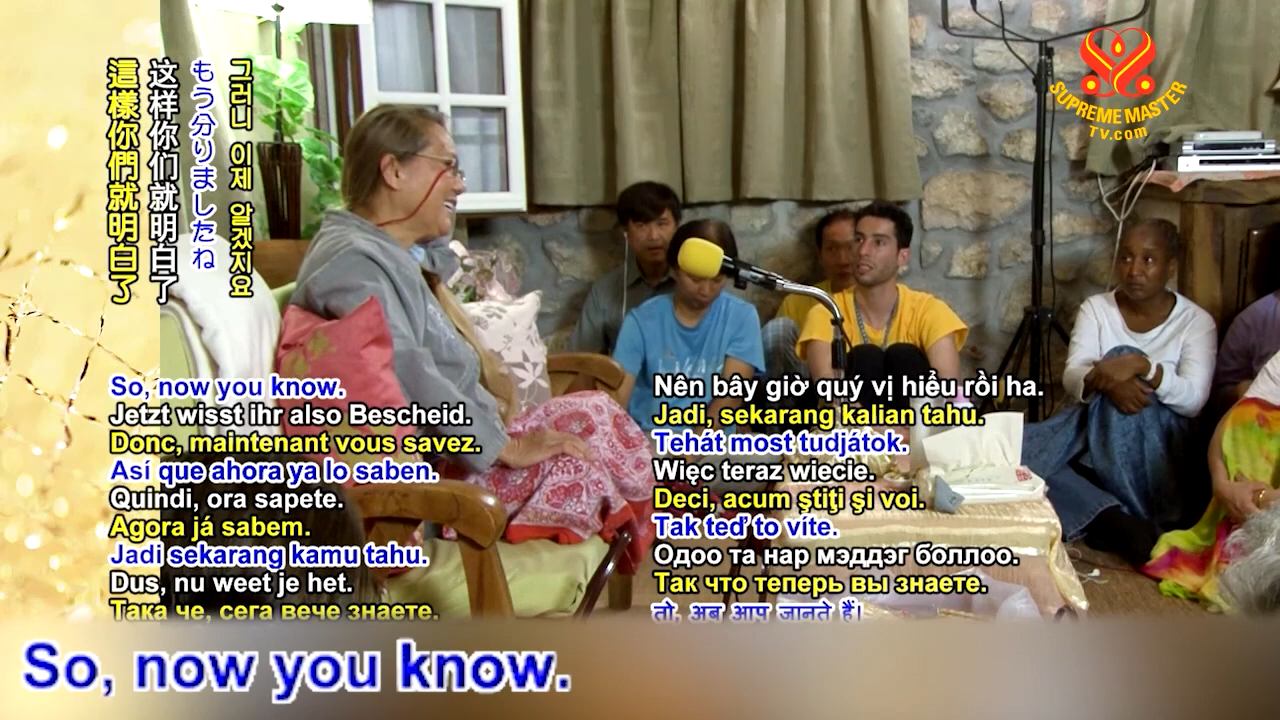 SUPREME MASTER
TV.com
그러니 이제 알겠지요
もう分りましたね
这样你们就明白了
這樣你們就明白了
So, now you know.
Jetzt wisst ihr also Bescheid.
Donc, maintenant vous savez.
Así que ahora ya lo saben.
Quindi, ora sapete.
Agora já sabem.
Jadi sekarang kamu tahu.
Dus, nu weet je het.
Така че, сега вече знаете.
Nên bây giờ quý vị hiểu rồi ha.
Jadi, sekarang kalian tahu.
Tehát most tudjátok.
Więc teraz wiecie.
Deci, acum ştiţi şi voi.
Tak teď to víte.
Одоо та нар мэддэг боллоо.
Так что теперь вы знаете.
तो, अब आप जानते हैं।
So, now you know.